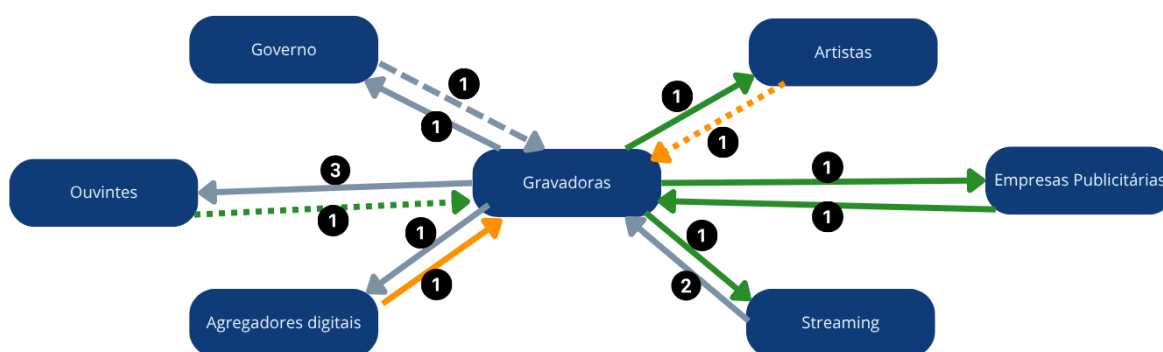 Governo
Artistas
1
1
1
1
3
1
Ouvintes
Gravadoras
Empresas Publicitárias
1
1
1
1
1
2
Agregadores digitais
Streaming